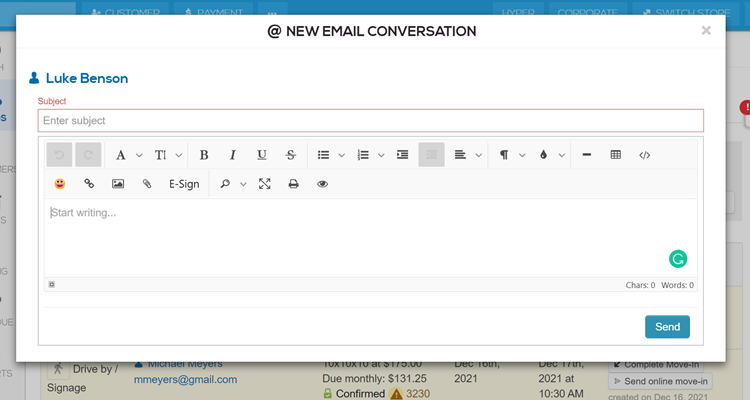 CUSTOMER
PAYMENT
HYPER
CORPORATE
SWITCH STORE
@ NEW EMAIL CONVERSATION
×
Luke Benson
Subject
Enter subject
A
TI
B
I
U
S
¶
</>
E-Sign
Start writing...
Chars: 0 Words: 0
Send
Drive by /
Signage
Michael Meyers
mmeyers@gmail.com
10x10x10 at $175.00
Due monthly: $131.25
Confirmed 3230
Dec 16th,
2021
Dec 17th,
2021 at
10:30 AM
Complete Move-In
Send online move-in
created on Dec 16, 2021